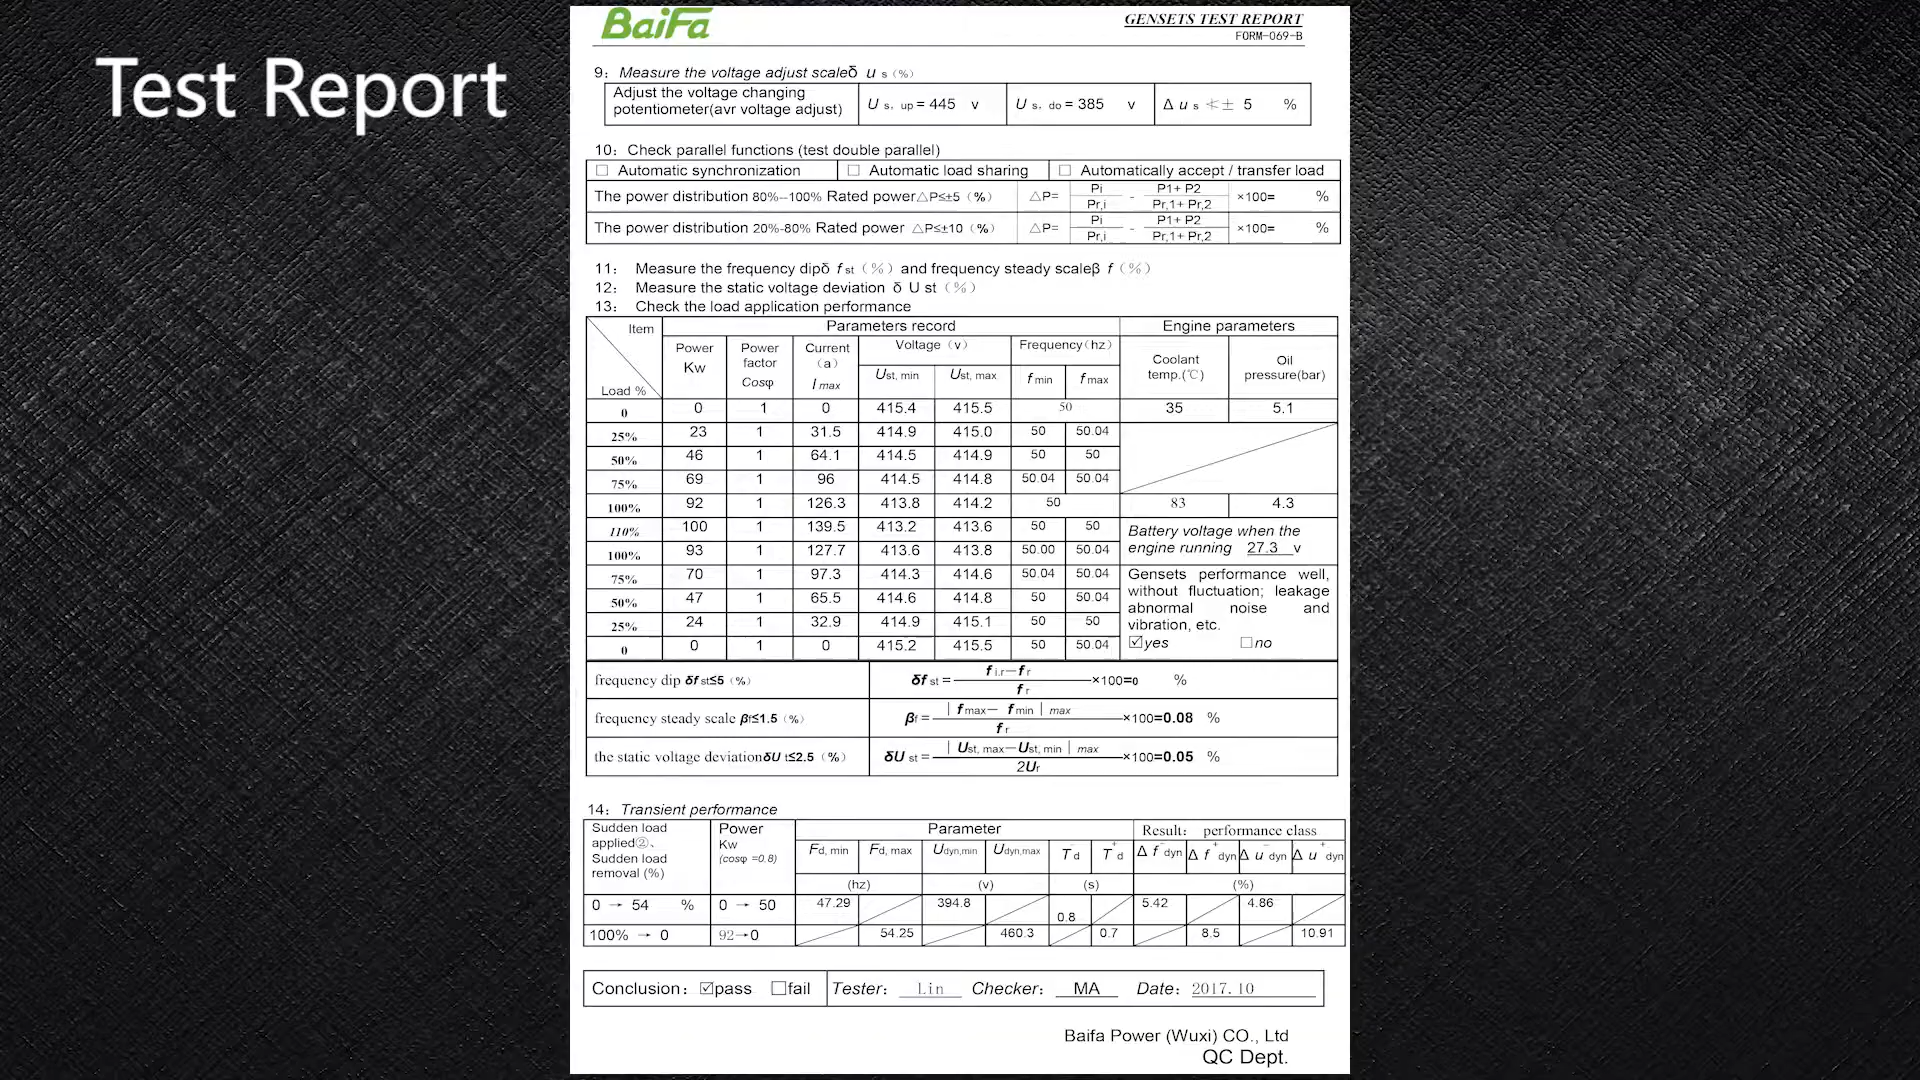 Test Report
BaiFa
GENSETS TEST REPORT
FORM-069-B
9: Measure the voltage adjust scaleδ u s (%)
Adjust the voltage changing potentiometer(avr voltage adjust) U s, up = 445 v U s, do = 385 v Δ u s ≮± 5 %
10: Check parallel functions (test double parallel)
☐ Automatic synchronization ☐ Automatic load sharing ☐ Automatically accept / transfer load
The power distribution 80%--100% Rated power△P≤±5 (%) △P= Pi / Pr,i - P1+ P2 / Pr,1+ Pr,2 ×100= %
The power distribution 20%-80% Rated power △P≤±10 (%) △P= Pi / Pr,i - P1+ P2 / Pr,1+ Pr,2 ×100= %
11: Measure the frequency dipδ f st (%) and frequency steady scaleβ f (%)
12: Measure the static voltage deviation δ U st (%)
13: Check the load application performance
Item Parameters record Engine parameters
Load % Power Kw Power factor Cosφ Current (a) I max Voltage (v) Ust, min Ust, max Frequency(hz) f min f max Coolant temp.(℃) Oil pressure(bar)
0 0 1 0 415.4 415.5 50 35 5.1
25% 23 1 31.5 414.9 415.0 50 50.04
50% 46 1 64.1 414.5 414.9 50 50
75% 69 1 96 414.5 414.8 50.04 50.04
100% 92 1 126.3 413.8 414.2 50 83 4.3
110% 100 1 139.5 413.2 413.6 50 50
100% 93 1 127.7 413.6 413.8 50.00 50.04
75% 70 1 97.3 414.3 414.6 50.04 50.04
50% 47 1 65.5 414.6 414.8 50 50.04
25% 24 1 32.9 414.9 415.1 50 50
0 0 1 0 415.2 415.5 50 50.04
Battery voltage when the
engine running 27.3 v
Gensets performance well,
without fluctuation; leakage
abnormal noise and
vibration, etc.
☑yes ☐no
frequency dip δf st≤5 (%) δf st = f i.r—f r / f r ×100=0 %
frequency steady scale βf≤1.5 (%) βf = | f max— f min | max / f r ×100=0.08 %
the static voltage deviationδU t≤2.5 (%) δU st = | Ust, max—Ust, min | max / 2Ur ×100=0.05 %
14: Transient performance
Sudden load applied②、 Sudden load removal (%) Power Kw (cosφ =0.8) Parameter Result: performance class
Fd, min Fd, max Udyn,min Udyn,max T⁻d T⁺d Δ f⁻dyn Δ f⁺dyn Δ u⁻dyn Δ u⁺dyn
(hz) (v) (s) (%)
0 → 54 % 0 → 50 47.29 394.8 0.8 5.42 4.86
100% → 0 92→0 54.25 460.3 0.7 8.5 10.91
Conclusion: ☑pass ☐fail Tester: Lin Checker: MA Date: 2017.10
Baifa Power (Wuxi) CO., Ltd
QC Dept.